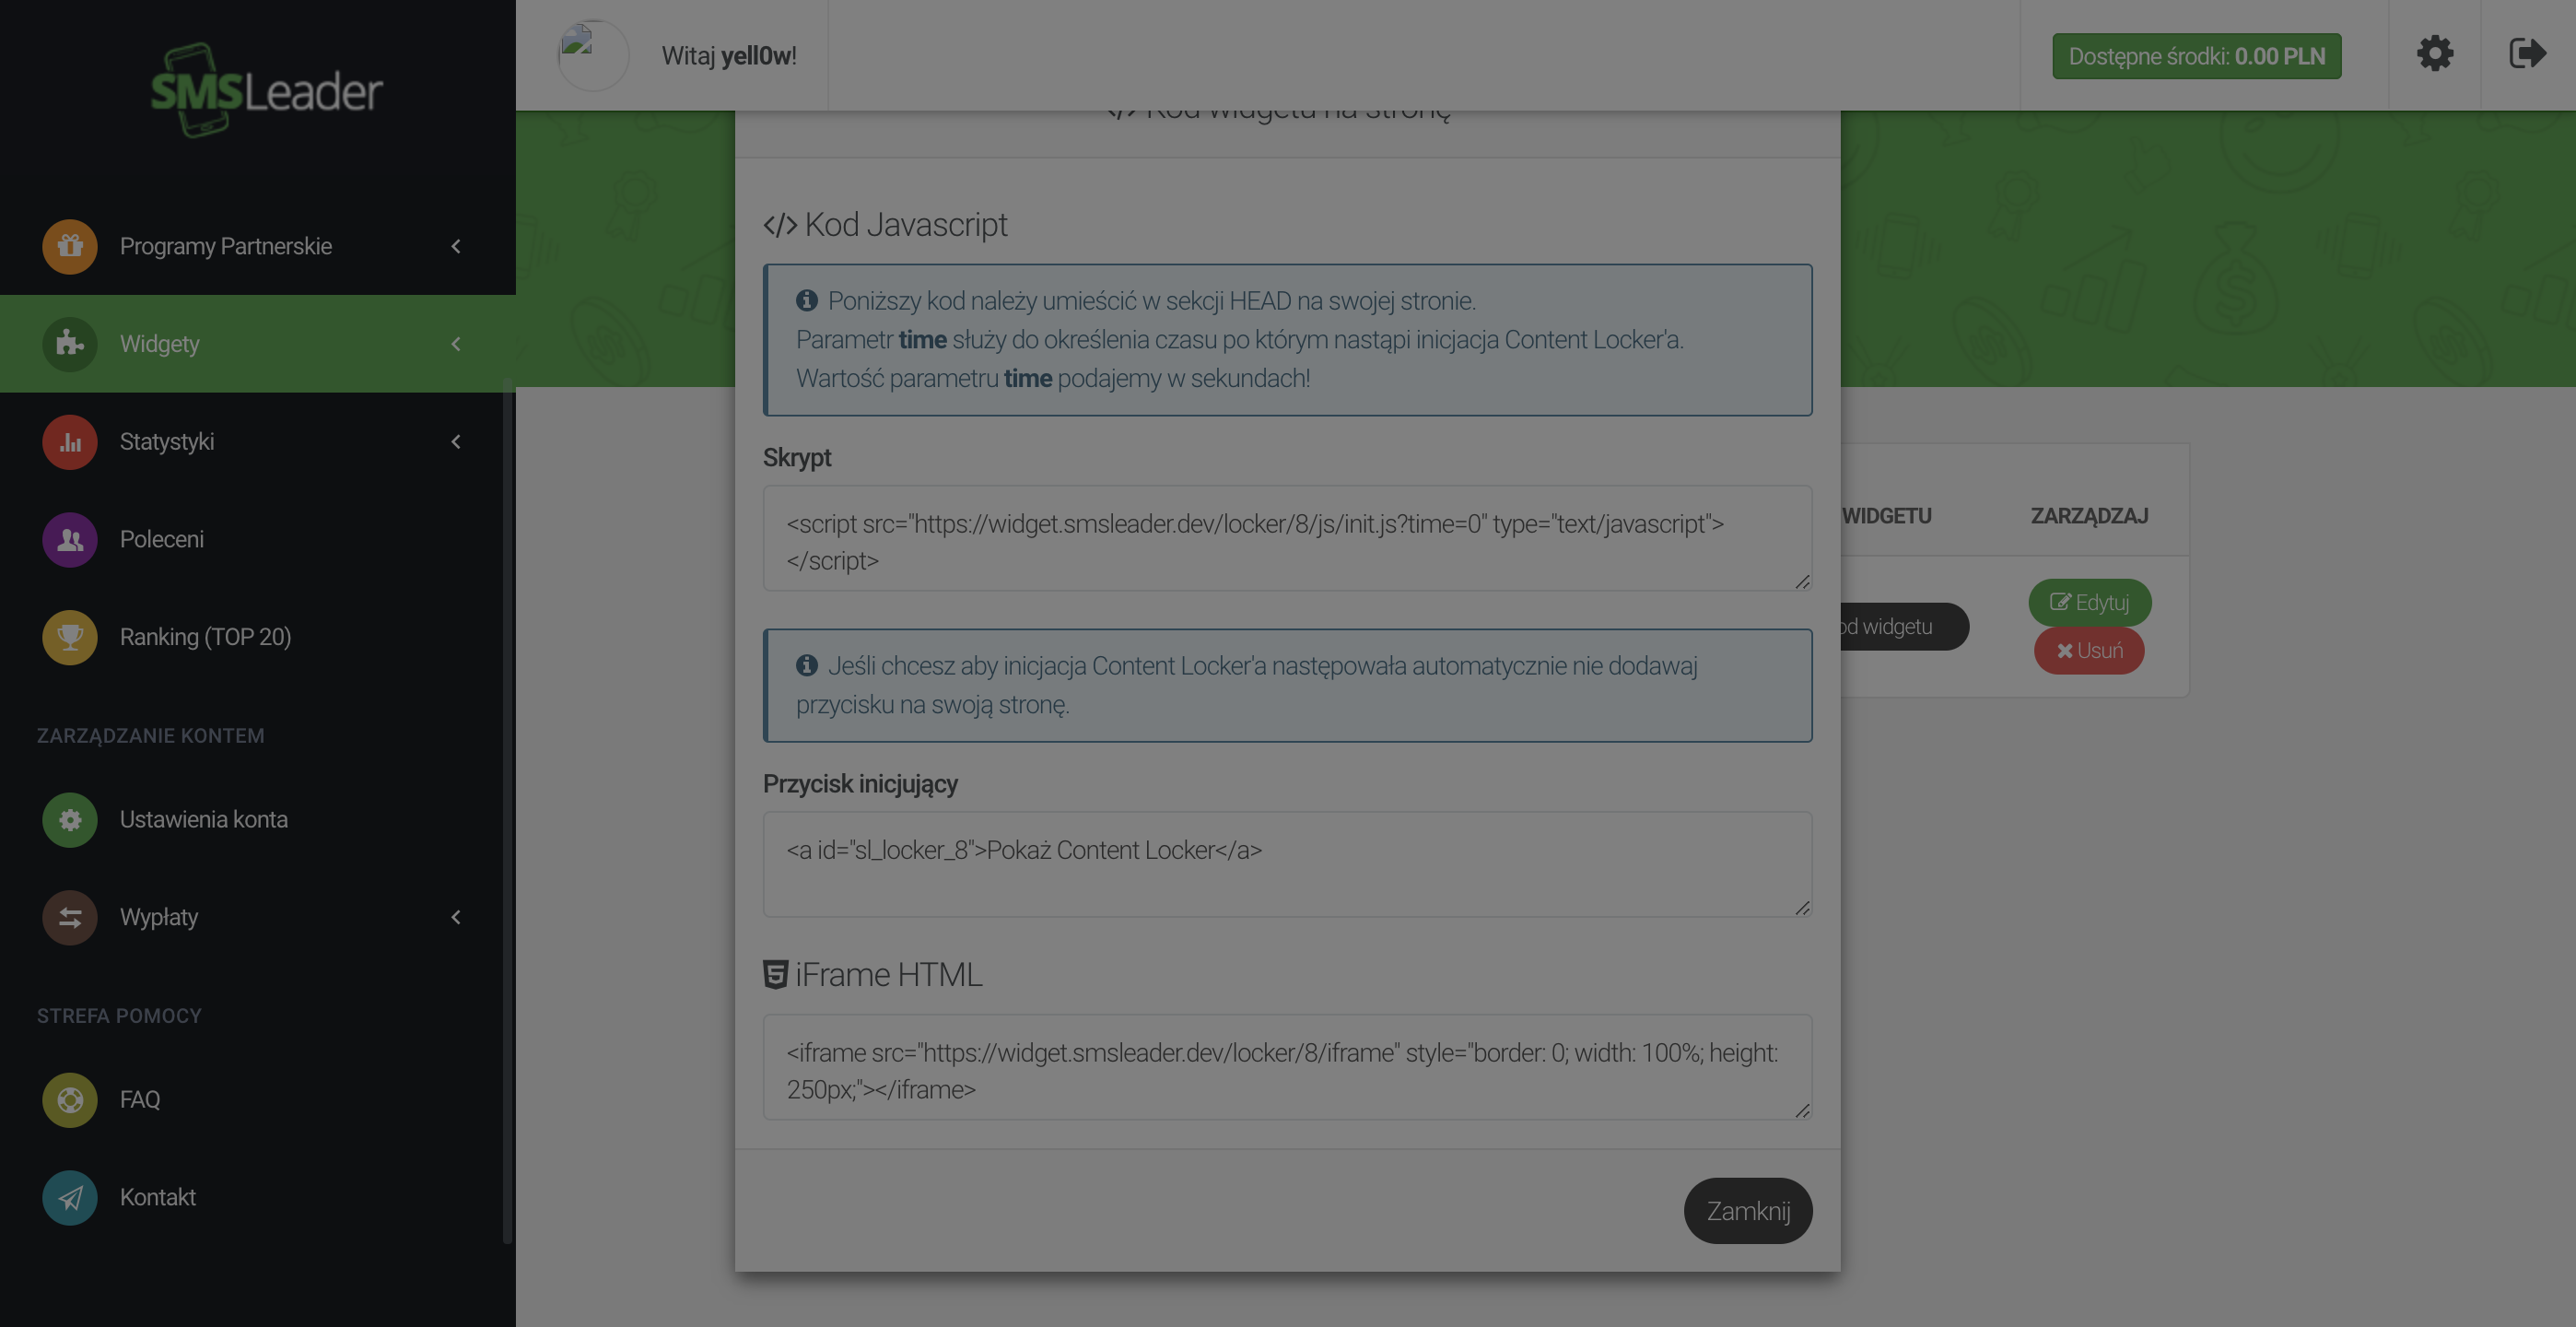 SMSLeader
Programy Partnerskie
Widgety
Statystyki
Poleceni
Ranking (TOP 20)
ZARZĄDZANIE KONTEM
Ustawienia konta
Wypłaty
STREFA POMOCY
FAQ
Kontakt
Witaj yell0w!
Dostępne środki: 0.00 PLN
Kod widgetu na stronę
Kod Javascript
Poniższy kod należy umieścić w sekcji HEAD na swojej stronie.
Parametr time służy do określenia czasu po którym nastąpi inicjacja Content Locker'a.
Wartość parametru time podajemy w sekundach!
Skrypt
<script src="https://widget.smsleader.dev/locker/8/js/init.js?time=0" type="text/javascript">
</script>
Jeśli chcesz aby inicjacja Content Locker'a następowała automatycznie nie dodawaj
przycisku na swoją stronę.
Przycisk inicjujący
<a id="sl_locker_8">Pokaż Content Locker</a>
iFrame HTML
<iframe src="https://widget.smsleader.dev/locker/8/iframe" style="border: 0; width: 100%; height:
250px;"></iframe>
Zamknij
WIDGETU ZARZĄDZAJ
od widgetu
Edytuj
Usuń